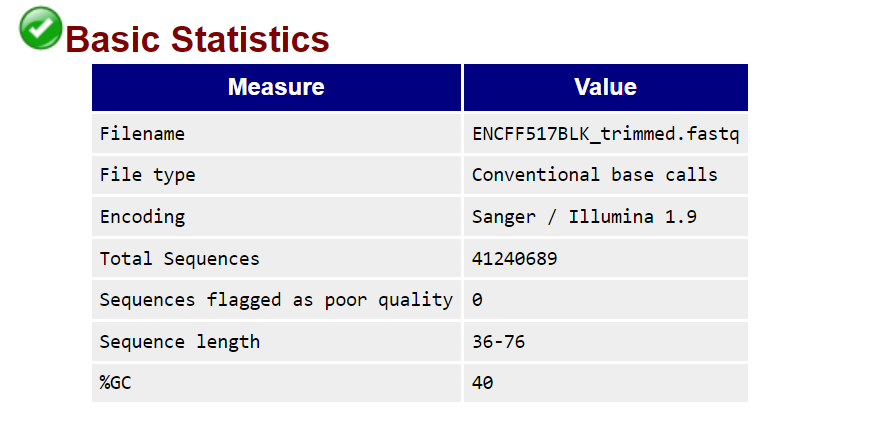 Basic Statistics
Measure Value
Filename ENCFF517BLK_trimmed.fastq
File type Conventional base calls
Encoding Sanger / Illumina 1.9
Total Sequences 41240689
Sequences flagged as poor quality 0
Sequence length 36-76
%GC 40